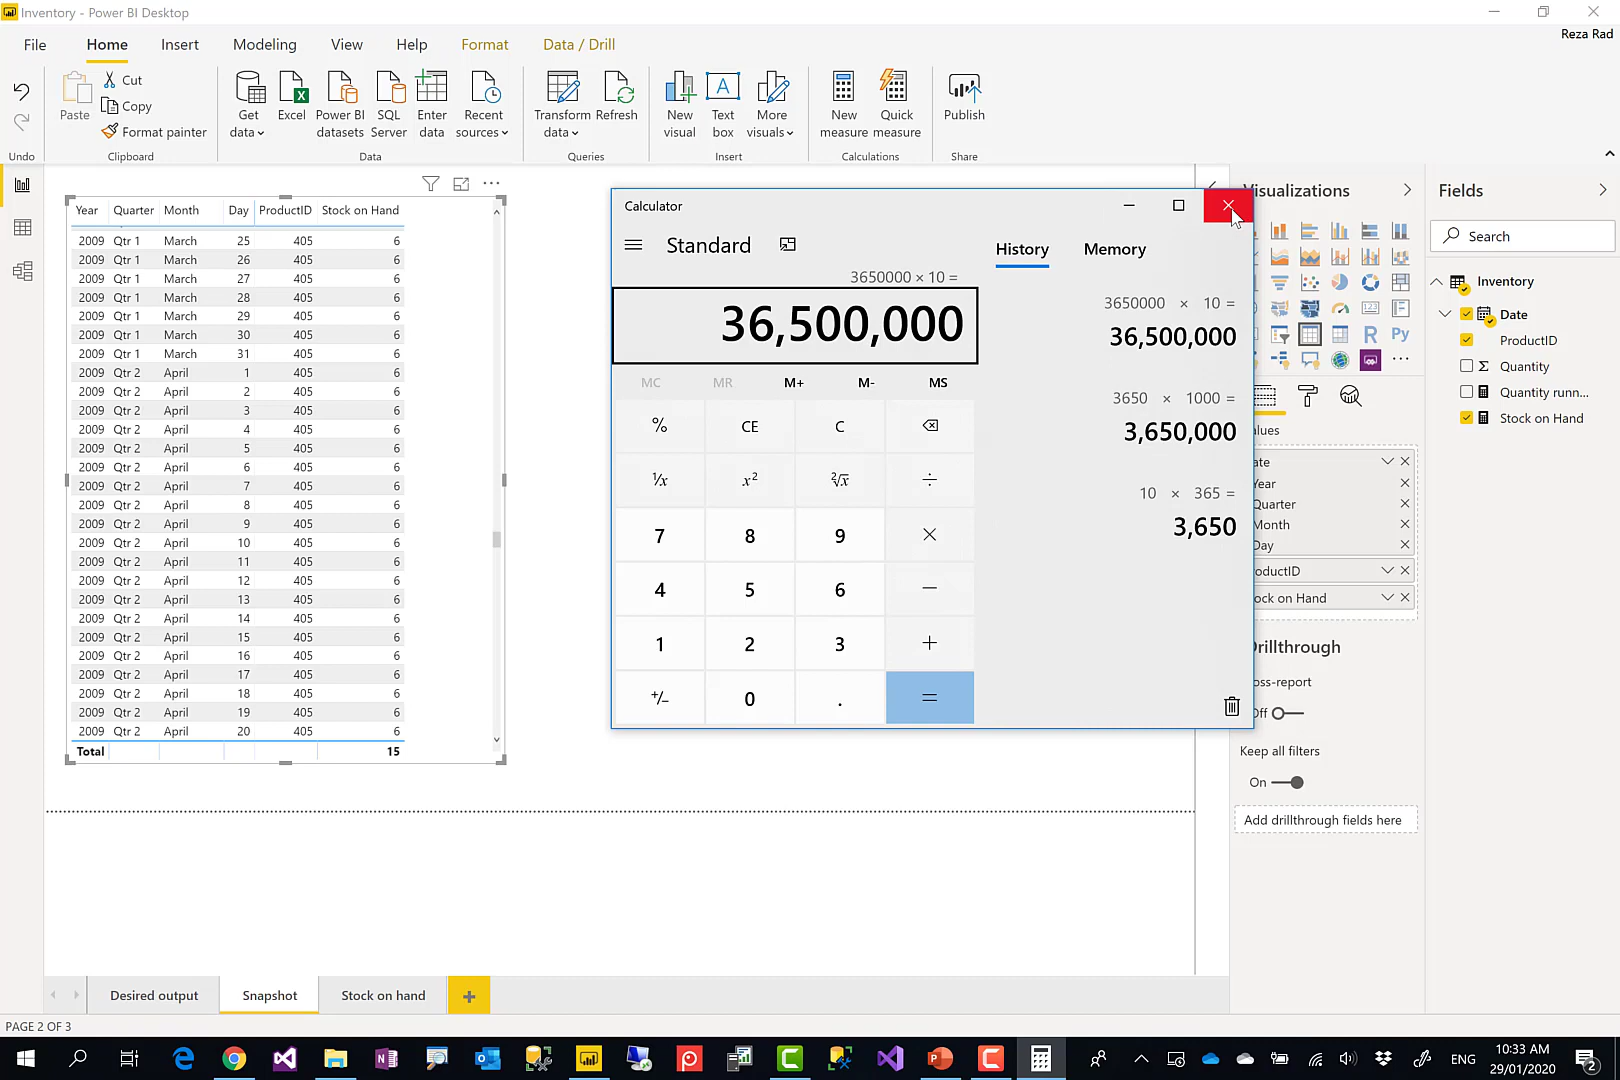 Inventory - Power BI Desktop
Reza Rad
File Home Insert Modeling View Help Format Data / Drill
Paste
Cut
Copy
Format painter
Get data
Excel
Power BI datasets
SQL Server
Enter data
Recent sources
Transform data
Refresh
New visual
Text box
More visuals
New measure
Quick measure
Publish
Undo Clipboard Data Queries Insert Calculations Share
Year Quarter Month Day ProductID Stock on Hand
2009 Qtr 1 March 25 405 6
2009 Qtr 1 March 26 405 6
2009 Qtr 1 March 27 405 6
2009 Qtr 1 March 28 405 6
2009 Qtr 1 March 29 405 6
2009 Qtr 1 March 30 405 6
2009 Qtr 1 March 31 405 6
2009 Qtr 2 April 1 405 6
2009 Qtr 2 April 2 405 6
2009 Qtr 2 April 3 405 6
2009 Qtr 2 April 4 405 6
2009 Qtr 2 April 5 405 6
2009 Qtr 2 April 6 405 6
2009 Qtr 2 April 7 405 6
2009 Qtr 2 April 8 405 6
2009 Qtr 2 April 9 405 6
2009 Qtr 2 April 10 405 6
2009 Qtr 2 April 11 405 6
2009 Qtr 2 April 12 405 6
2009 Qtr 2 April 13 405 6
2009 Qtr 2 April 14 405 6
2009 Qtr 2 April 15 405 6
2009 Qtr 2 April 16 405 6
2009 Qtr 2 April 17 405 6
2009 Qtr 2 April 18 405 6
2009 Qtr 2 April 19 405 6
2009 Qtr 2 April 20 405 6
Total 15
Calculator
Standard
3650000 × 10 =
36,500,000
MC MR M+ M- MS
% CE C
¹/x x² ²√x ÷
7 8 9 ×
4 5 6 −
1 2 3 +
+/− 0 . =
History Memory
3650000 × 10 =
36,500,000
3650 × 1000 =
3,650,000
10 × 365 =
3,650
Visualizations
R Py
123
alues
ate
Year
Quarter
Month
Day
oductID
ock on Hand
Drillthrough
oss-report
Off
Keep all filters
On
Add drillthrough fields here
Fields
Search
Inventory
Date
ProductID
Σ Quantity
Quantity runn...
Stock on Hand
Desired output Snapshot Stock on hand +
PAGE 2 OF 3
ENG
10:33 AM
29/01/2020
2